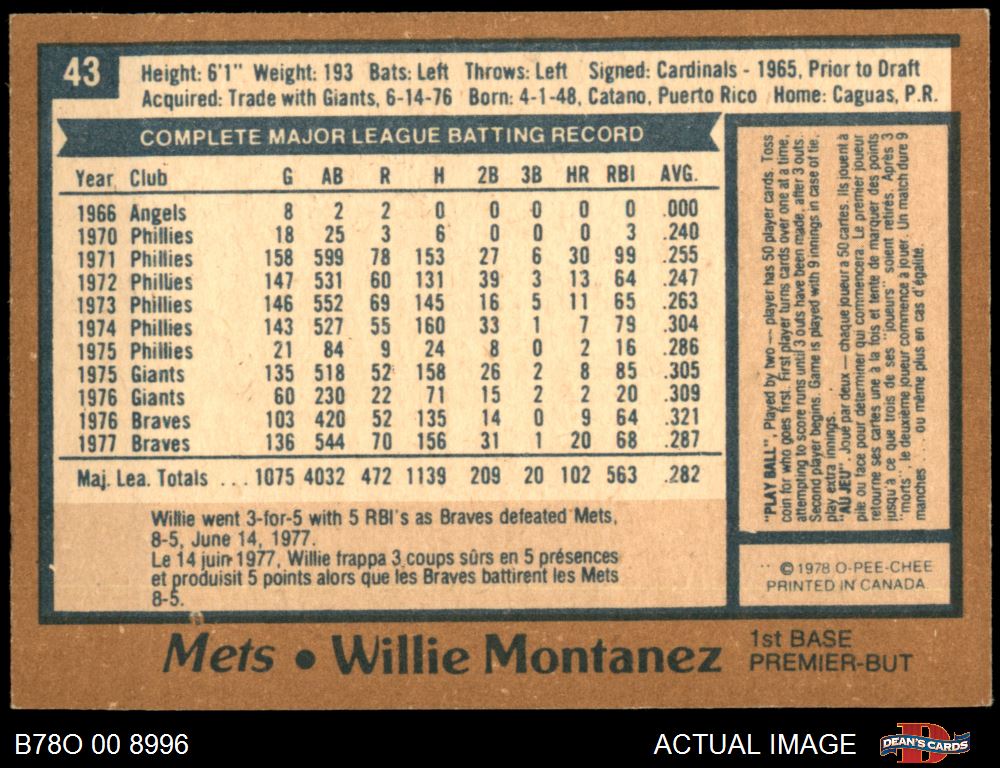 43
Height: 6'1" Weight: 193 Bats: Left Throws: Left Signed: Cardinals - 1965, Prior to Draft
Acquired: Trade with Giants, 6-14-76 Born: 4-1-48, Catano, Puerto Rico Home: Caguas, P.R.
COMPLETE MAJOR LEAGUE BATTING RECORD
Year Club G AB R H 2B 3B HR RBI AVG.
1966 Angels 8 2 2 0 0 0 0 0 .000
1970 Phillies 18 25 3 6 0 0 0 3 .240
1971 Phillies 158 599 78 153 27 6 30 99 .255
1972 Phillies 147 531 60 131 39 3 13 64 .247
1973 Phillies 146 552 69 145 16 5 11 65 .263
1974 Phillies 143 527 55 160 33 1 7 79 .304
1975 Phillies 21 84 9 24 8 0 2 16 .286
1975 Giants 135 518 52 158 26 2 8 85 .305
1976 Giants 60 230 22 71 15 2 2 20 .309
1976 Braves 103 420 52 135 14 0 9 64 .321
1977 Braves 136 544 70 156 31 1 20 68 .287
Maj. Lea. Totals ... 1075 4032 472 1139 209 20 102 563 .282
Willie went 3-for-5 with 5 RBI's as Braves defeated Mets,
8-5, June 14, 1977.
Le 14 juin 1977, Willie frappa 3 coups sûrs en 5 présences
et produisit 5 points alors que les Braves battirent les Mets
8-5.
"PLAY BALL", Played by two — player has 50 player cards. Toss
coin for who goes first. First player turns cards over one at a time,
attempting to score runs until 3 outs have been made, after 3 outs.
Second player begins. Game is played with 9 innings in case of tie.
play extra innings.
"AU JEU". Joue par deux — chaque joueur a 50 cartes. Ils jouent à
pile ou face pour déterminer qui commencera. Le premier joueur
retourne ses cartes une à la fois et tente de marquer des points
jusqu'à ce que trois de ses "joueurs" soient retirés. Après 3
"morts", le deuxième joueur commence à jouer. Un match dure 9
manches . . . ou même plus en cas d'égalité.
© 1978 O-PEE-CHEE
PRINTED IN CANADA
Mets • Willie Montanez
1st BASE
PREMIER-BUT
B78O 00 8996
ACTUAL IMAGE
DEAN'S CARDS